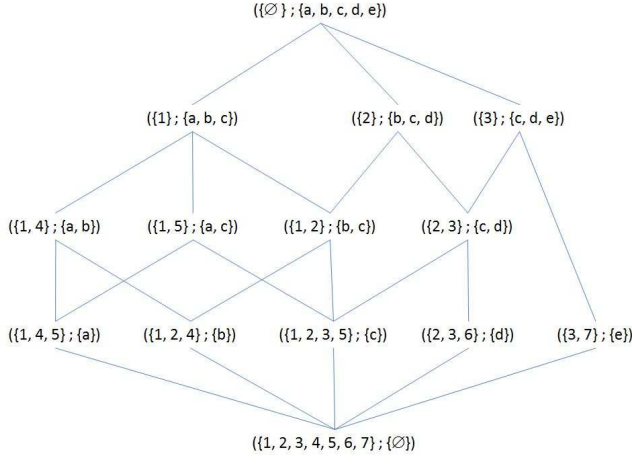 ({∅ } ; {a, b, c, d, e})
({1} ; {a, b, c}) ({2} ; {b, c, d}) ({3} ; {c, d, e})
({1, 4} ; {a, b}) ({1, 5} ; {a, c}) ({1, 2} ; {b, c}) ({2, 3} ; {c, d})
({1, 4, 5} ; {a}) ({1, 2, 4} ; {b}) ({1, 2, 3, 5} ; {c}) ({2, 3, 6} ; {d}) ({3, 7} ; {e})
({1, 2, 3, 4, 5, 6, 7} ; {∅})